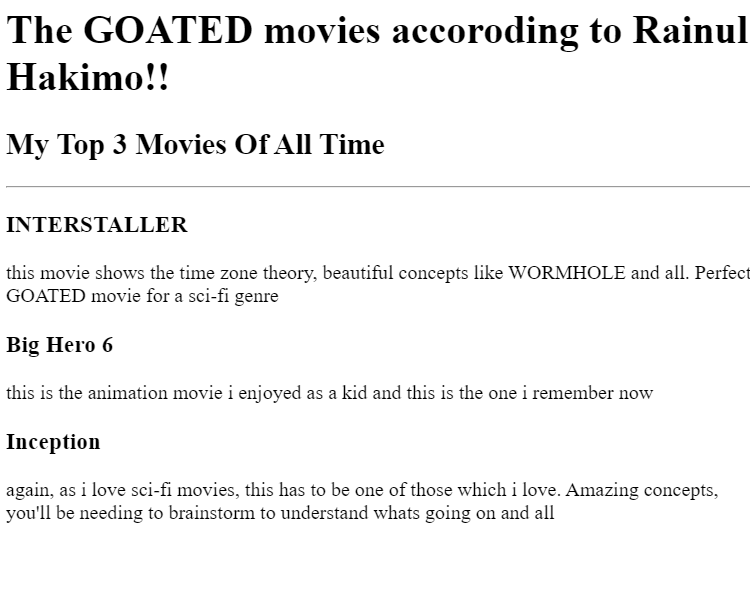 The GOATED movies accoroding to Rainul
Hakimo!!
My Top 3 Movies Of All Time
INTERSTALLER
this movie shows the time zone theory, beautiful concepts like WORMHOLE and all. Perfect
GOATED movie for a sci-fi genre
Big Hero 6
this is the animation movie i enjoyed as a kid and this is the one i remember now
Inception
again, as i love sci-fi movies, this has to be one of those which i love. Amazing concepts,
you'll be needing to brainstorm to understand whats going on and all